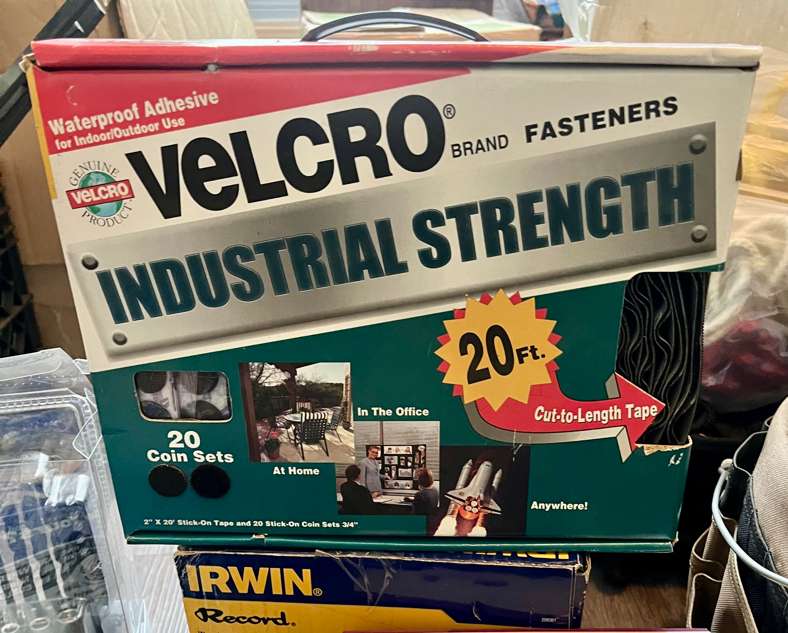 Waterproof Adhesive
for Indoor/Outdoor Use
GENUINE
VELCRO
PRODUCT
VELCRO® BRAND FASTENERS
INDUSTRIAL STRENGTH
20 Ft.
Cut-to-Length Tape
20
Coin Sets
At Home
In The Office
Anywhere!
2" X 20' Stick-On Tape and 20 Stick-On Coin Sets 3/4"
IRWIN®
Record®